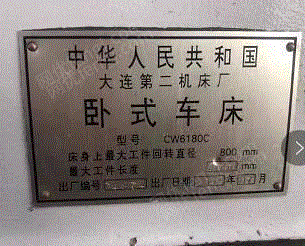 中华人民共和国
大连第二机床厂
卧式车床
型号 CW6180C
床身上最大工件回转直径 800 mm
最大工件长度 mm
出厂编号 出厂日期 年 月